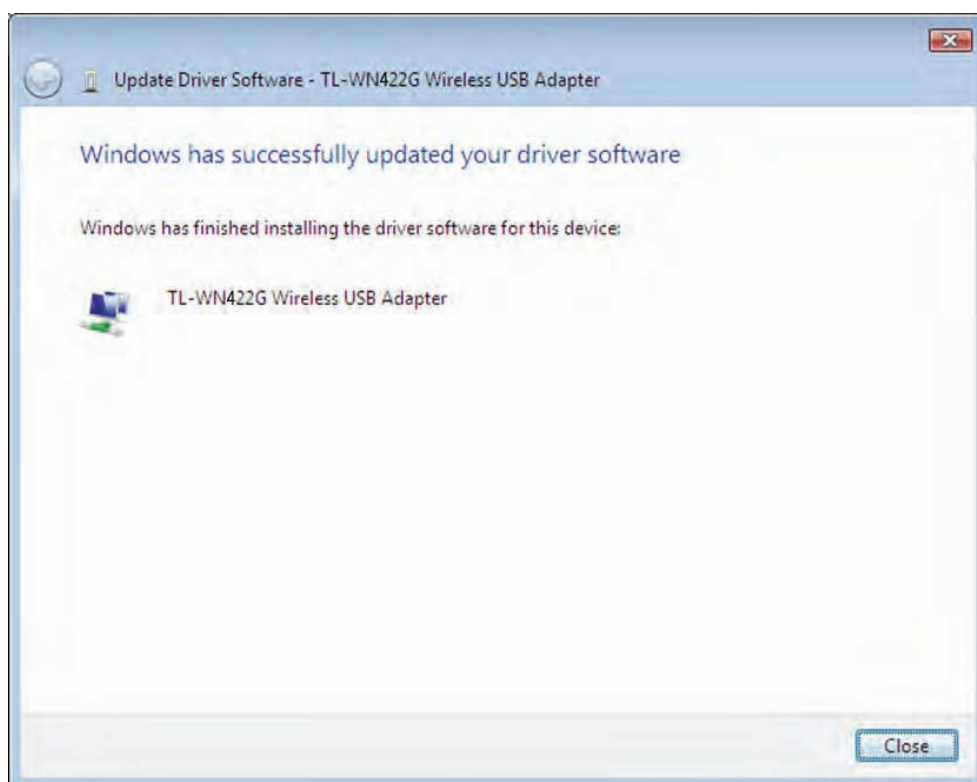 Update Driver Software - TL-WN422G Wireless USB Adapter
Windows has successfully updated your driver software
Windows has finished installing the driver software for this device:
TL-WN422G Wireless USB Adapter
Close